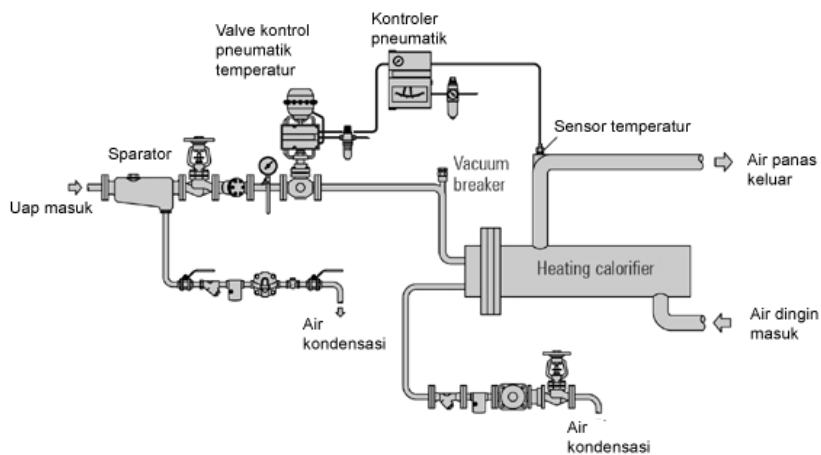 Kontroler
pneumatik
Valve kontrol
pneumatik
temperatur
Sensor temperatur
Sparator
Vacuum
breaker
Air panas
keluar
Uap masuk
Heating calorifier
Air
kondensasi
Air dingin
masuk
Air
kondensasi